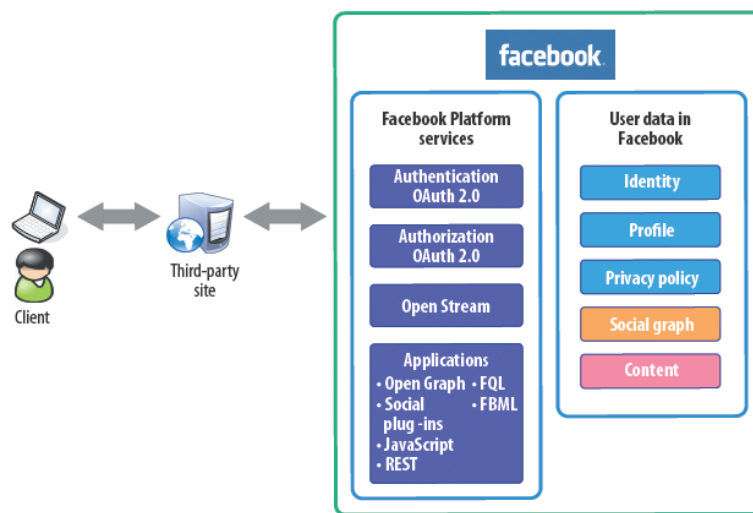 facebook.
Facebook Platform
services
Authentication
OAuth 2.0
Authorization
OAuth 2.0
Open Stream
Applications
• Open Graph • FQL
• Social • FBML
plug -ins
• JavaScript
• REST
User data in
Facebook
Identity
Profile
Privacy policy
Social graph
Content
Third-party
site
Client